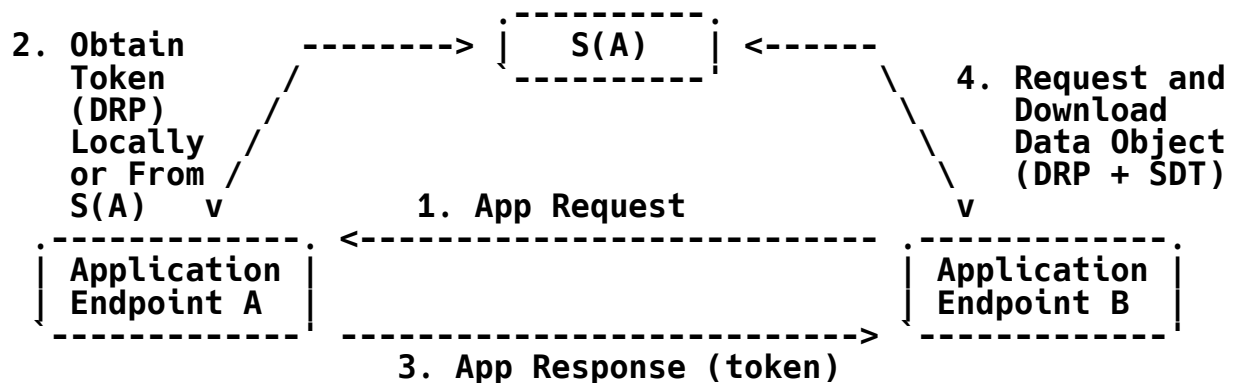 .----------.
2. Obtain      --------> |   S(A)   | <------
   Token      /           `----------'        \   4. Request and
   (DRP)     /                                 \     Download
   Locally  /                                   \    Data Object
   or From /                                     \   (DRP + SDT)
   S(A)   v          1. App Request               v
 .-------------. <--------------------------- .-------------.
 | Application |                              | Application |
 | Endpoint A  |                              | Endpoint B  |
 `-------------' ---------------------------> `-------------'
                    3. App Response (token)